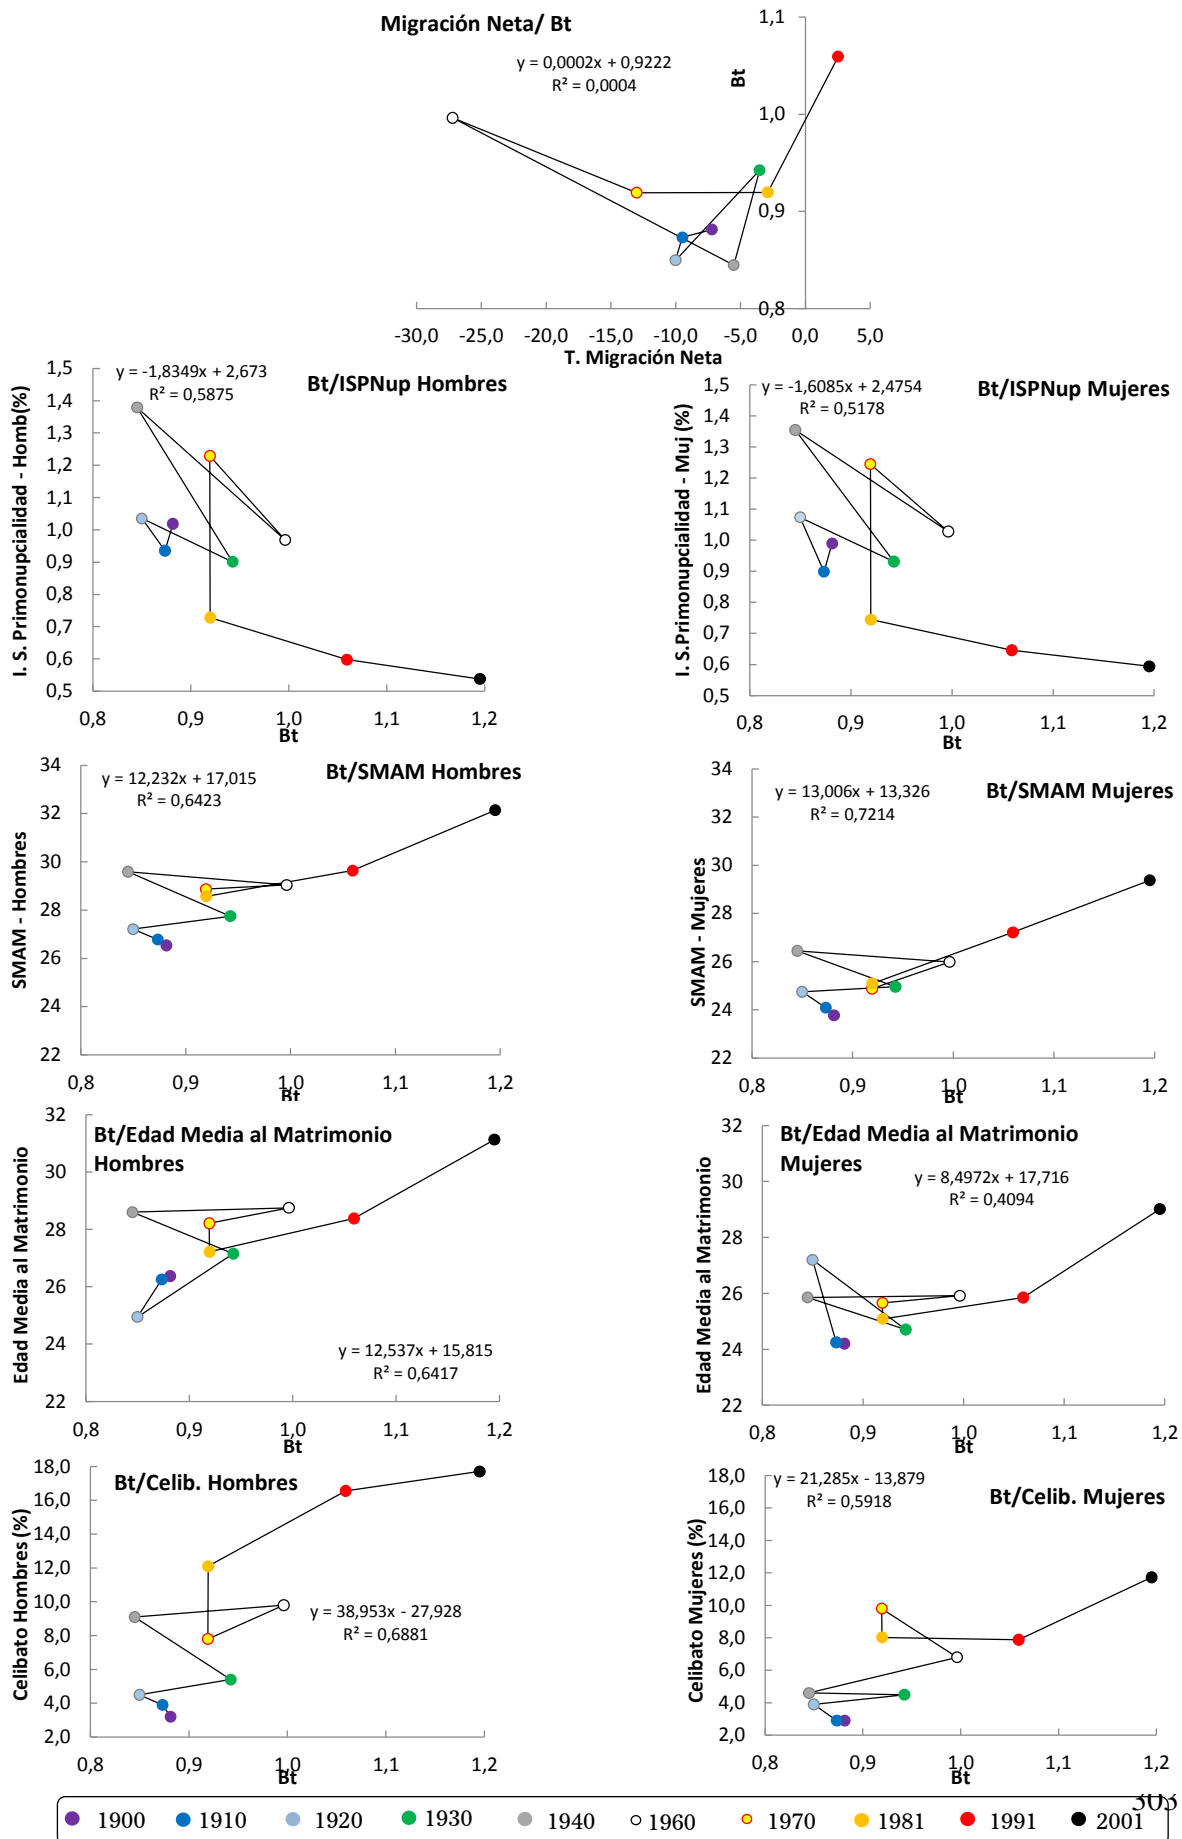 Migración Neta/ Bt
y = 0,0002x + 0,9222
R² = 0,0004
Bt
1,1
1,0
0,9
0,8
-30,0 -25,0 -20,0 -15,0 -10,0 -5,0 0,0 5,0
T. Migración Neta
Bt/ISPNup Hombres
y = -1,8349x + 2,673
R² = 0,5875
I. S. Primonupcialidad - Homb(%)
1,5
1,4
1,3
1,2
1,1
1,0
0,9
0,8
0,7
0,6
0,5
0,8 0,9 1,0 1,1 1,2
Bt
Bt/ISPNup Mujeres
y = -1,6085x + 2,4754
R² = 0,5178
I. S.Primonupcialidad - Muj (%)
1,5
1,4
1,3
1,2
1,1
1,0
0,9
0,8
0,7
0,6
0,5
0,8 0,9 1,0 1,1 1,2
Bt
Bt/SMAM Hombres
y = 12,232x + 17,015
R² = 0,6423
SMAM - Hombres
34
32
30
28
26
24
22
0,8 0,9 1,0 1,1 1,2
Bt
Bt/SMAM Mujeres
y = 13,006x + 13,326
R² = 0,7214
SMAM - Mujeres
34
32
30
28
26
24
22
0,8 0,9 1,0 1,1 1,2
Bt
Bt/Edad Media al Matrimonio
Hombres
y = 12,537x + 15,815
R² = 0,6417
Edad Media al Matrimonio
32
30
28
26
24
22
0,8 0,9 1,0 1,1 1,2
Bt
Bt/Edad Media al Matrimonio
Mujeres
y = 8,4972x + 17,716
R² = 0,4094
Edad Media al Matrimonio
32
30
28
26
24
22
0,8 0,9 1,0 1,1 1,2
Bt
Bt/Celib. Hombres
y = 38,953x - 27,928
R² = 0,6881
Celibato Hombres (%)
18,0
16,0
14,0
12,0
10,0
8,0
6,0
4,0
2,0
0,8 0,9 1,0 1,1 1,2
Bt
y = 21,285x - 13,879
R² = 0,5918
Bt/Celib. Mujeres
Celibato Mujeres (%)
18,0
16,0
14,0
12,0
10,0
8,0
6,0
4,0
2,0
0,8 0,9 1,0 1,1 1,2
Bt
1900 1910 1920 1930 1940 1960 1970 1981 1991 2001